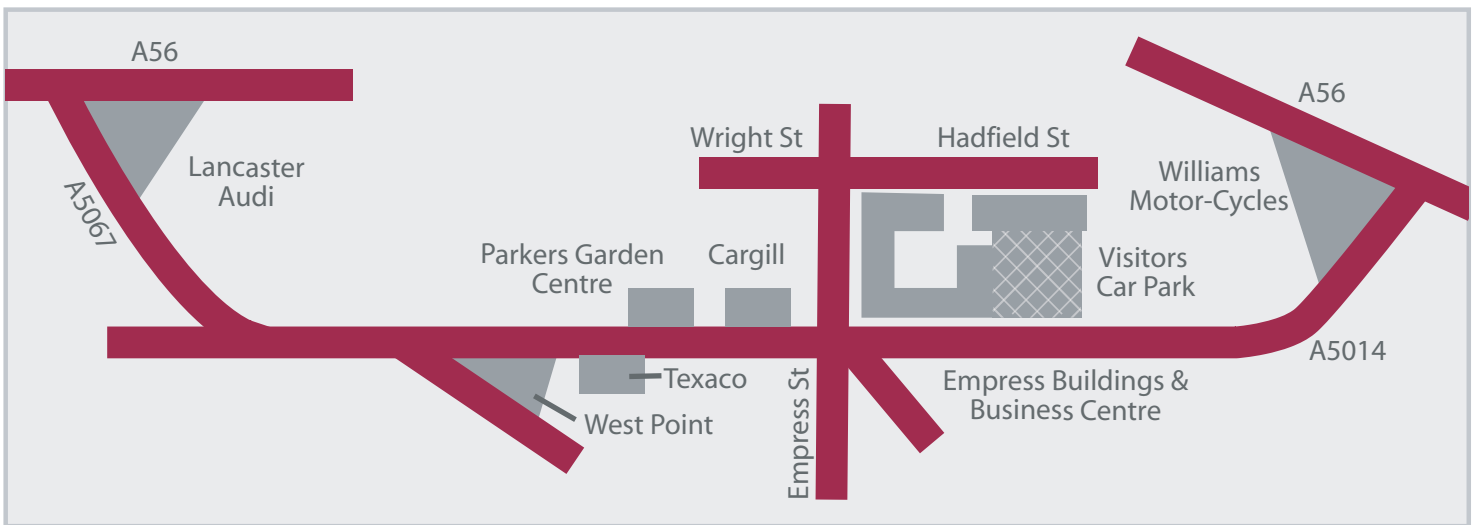 A56
A56
Wright St
Hadfield St
Lancaster
Audi
Williams
Motor-Cycles
A5067
Parkers Garden
Centre
Cargill
Visitors
Car Park
A5014
Texaco
Empress Buildings &
Business Centre
West Point
Empress St